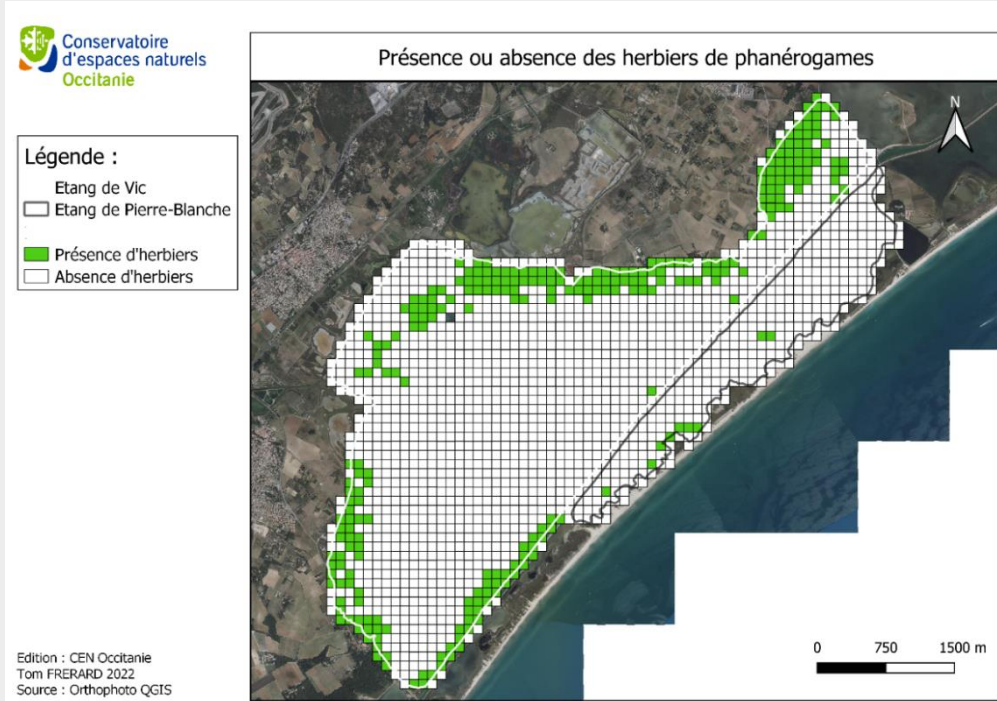 Conservatoire
d'espaces naturels
Occitanie
Présence ou absence des herbiers de phanérogames
N
Légende :
Etang de Vic
Etang de Pierre-Blanche
Présence d'herbiers
Absence d'herbiers
0 750 1500 m
Edition : CEN Occitanie
Tom FRERARD 2022
Source : Orthophoto QGIS